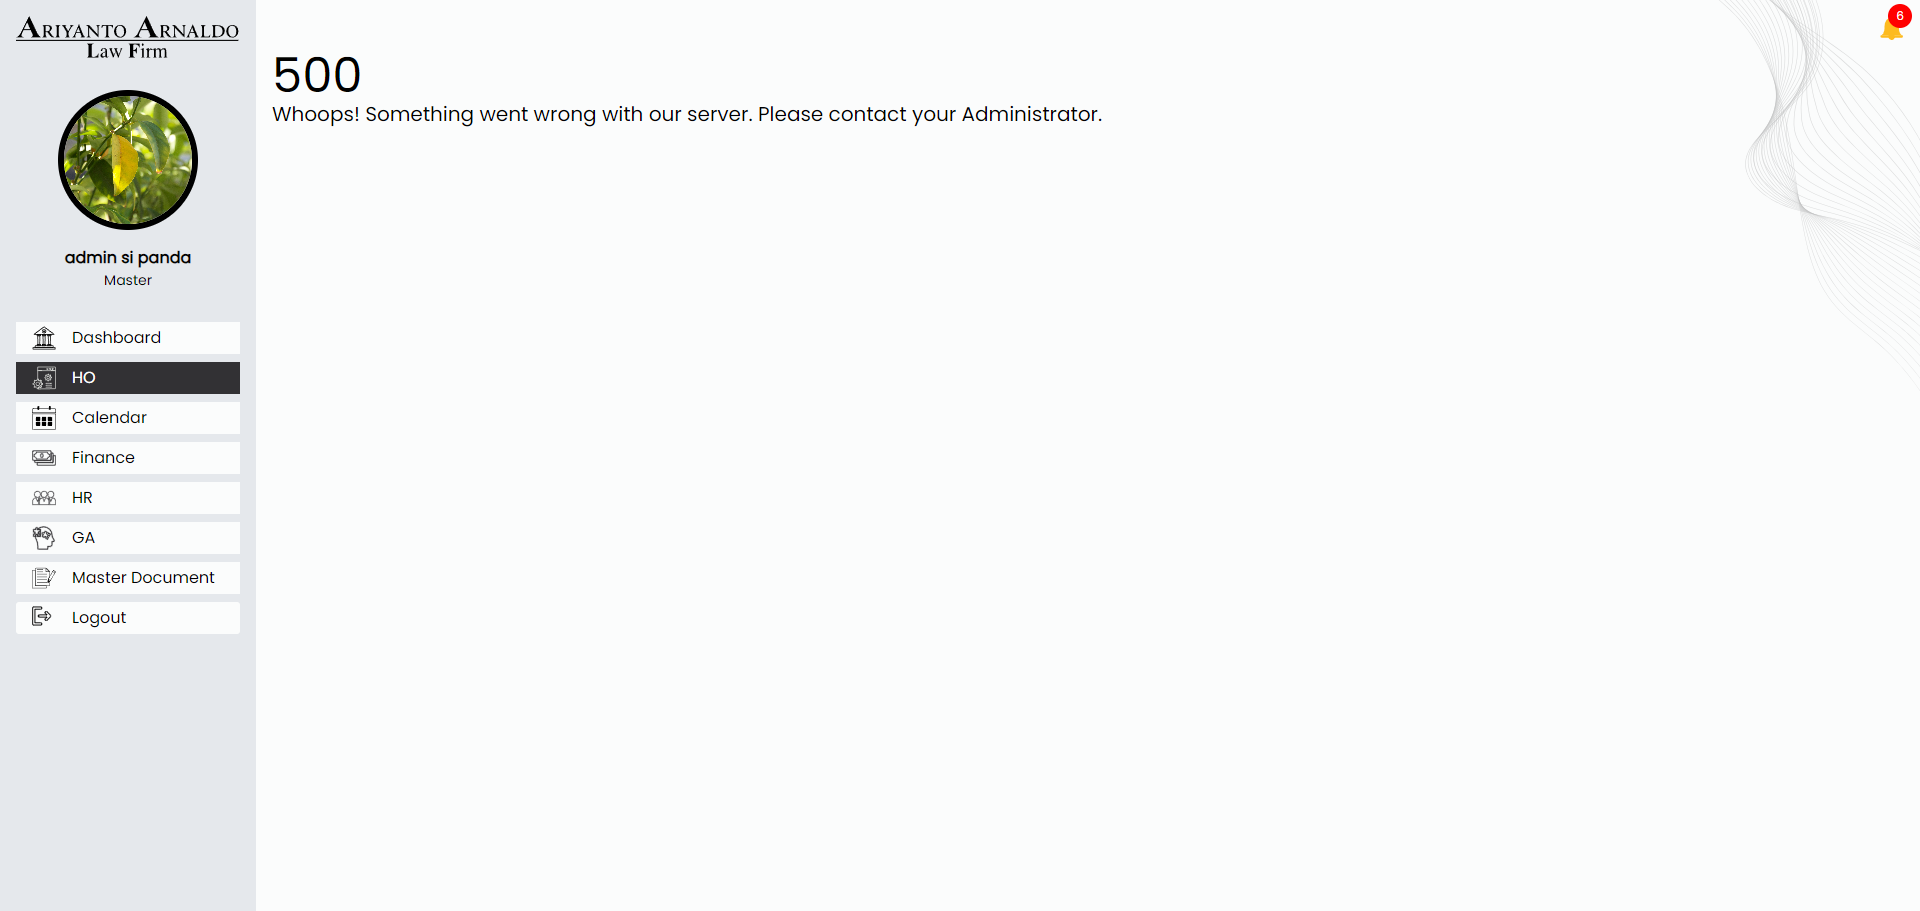 ARIYANTO ARNALDO
Law Firm
admin si panda
Master
Dashboard
HO
Calendar
Finance
HR
GA
Master Document
Logout
500
Whoops! Something went wrong with our server. Please contact your Administrator.
6